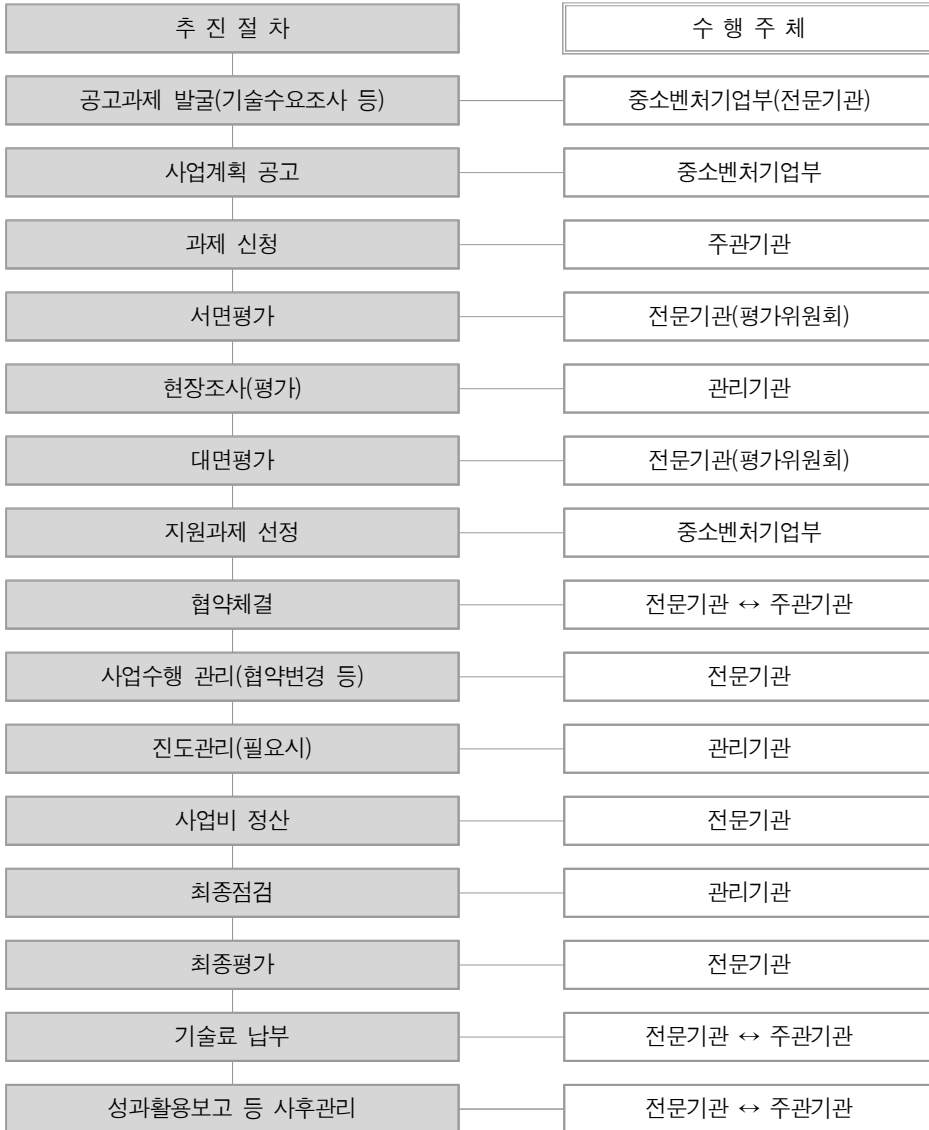 추 진 절 차
수 행 주 체
공고과제 발굴(기술수요조사 등)
중소벤처기업부(전문기관)
사업계획 공고
중소벤처기업부
과제 신청
주관기관
서면평가
전문기관(평가위원회)
현장조사(평가)
관리기관
대면평가
전문기관(평가위원회)
지원과제 선정
중소벤처기업부
협약체결
전문기관 ↔ 주관기관
사업수행 관리(협약변경 등)
전문기관
진도관리(필요시)
관리기관
사업비 정산
전문기관
최종점검
관리기관
최종평가
전문기관
기술료 납부
전문기관 ↔ 주관기관
성과활용보고 등 사후관리
전문기관 ↔ 주관기관